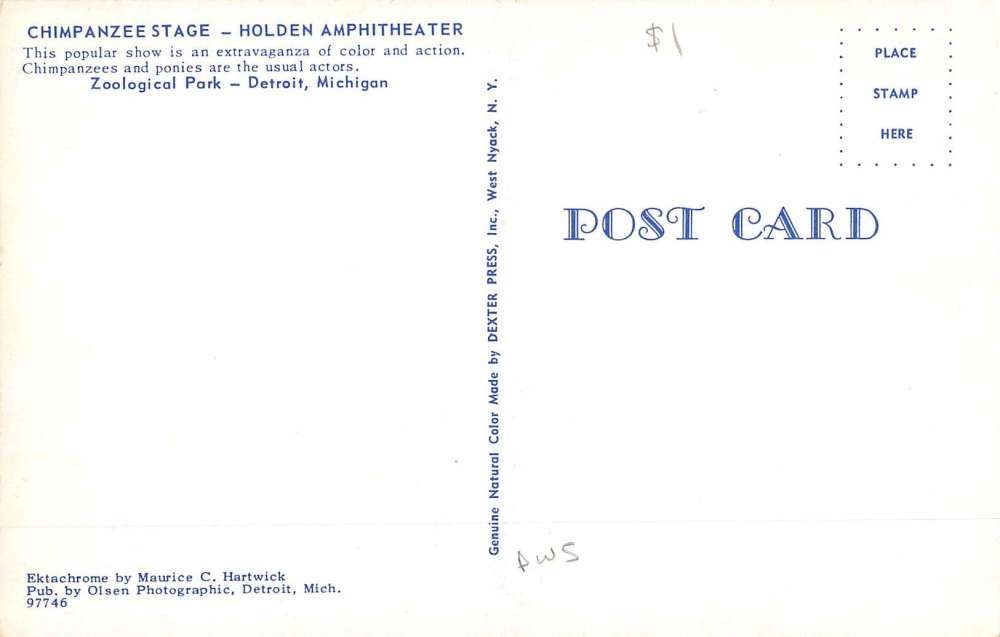 CHIMPANZEE STAGE – HOLDEN AMPHITHEATER
This popular show is an extravaganza of color and action.
Chimpanzees and ponies are the usual actors.
Zoological Park – Detroit, Michigan
Ektachrome by Maurice C. Hartwick
Pub. by Olsen Photographic, Detroit, Mich.
97746
Genuine Natural Color Made by DEXTER PRESS, Inc., West Nyack, N. Y.
$1
PLACE
STAMP
HERE
POST CARD
AWS